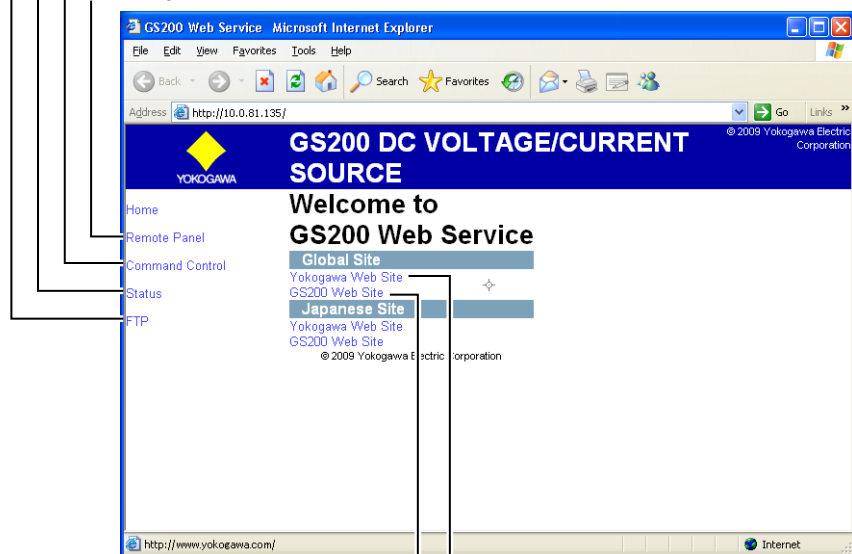 GS200 Web Service   Microsoft Internet Explorer
File Edit View Favorites Tools Help
Back Search Favorites
Address http://10.0.81.135/ Go Links »
YOKOGAWA
GS200 DC VOLTAGE/CURRENT
SOURCE
© 2009 Yokogawa Electric
Corporation
Home
Remote Panel
Command Control
Status
FTP
Welcome to
GS200 Web Service
Global Site
Yokogawa Web Site
GS200 Web Site
Japanese Site
Yokogawa Web Site
GS200 Web Site
© 2009 Yokogawa Electric Corporation
http://www.yokogawa.com/ Internet